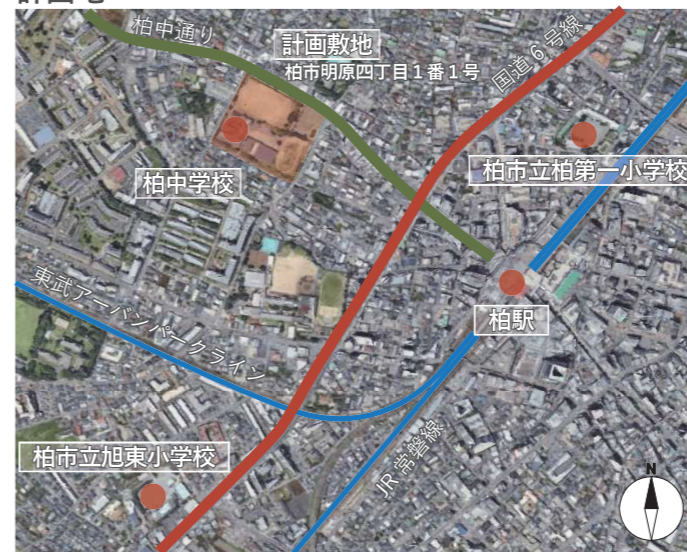 柏中通り
計画敷地
柏市明原四丁目1番1号
国道6号線
柏中学校
柏市立柏第一小学校
東武アーバンパークライン
柏駅
柏市立旭東小学校
JR常磐線
N